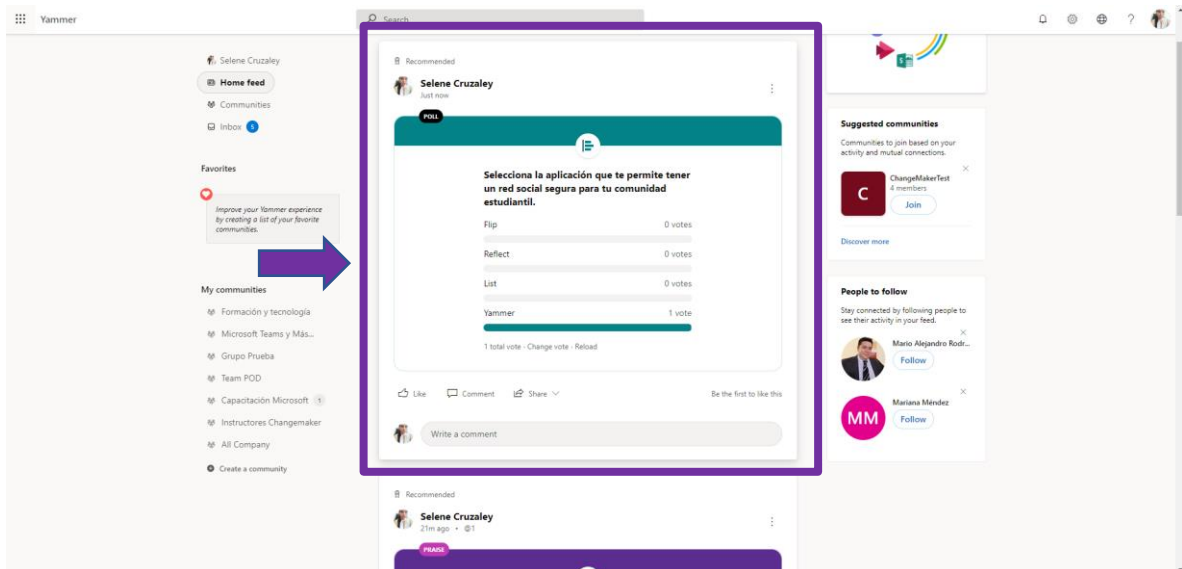 Yammer
Search
Selene Cruzaley
Home feed
Communities
Inbox 5
Favorites
Improve your Yammer experience
by creating a list of your favorite
communities.
My communities
Formación y tecnología
Microsoft Teams y Más...
Grupo Prueba
Team POD
Capacitación Microsoft 1
Instructores Changemaker
All Company
Create a community
Recommended
Selene Cruzaley
Just now
POLL
Selecciona la aplicación que te permite tener
un red social segura para tu comunidad
estudiantil.
Flip 0 votes
Reflect 0 votes
List 0 votes
Yammer 1 vote
1 total vote · Change vote · Reload
Like Comment Share Be the first to like this
Write a comment
Recommended
Selene Cruzaley
21m ago • 1
PRAISE
Suggested communities
Communities to join based on your
activity and mutual connections.
C
ChangeMakerTest
4 members
Join
Discover more
People to follow
Stay connected by following people to
see their activity in your feed.
Mario Alejandro Rodr...
Follow
MM
Mariana Méndez
Follow